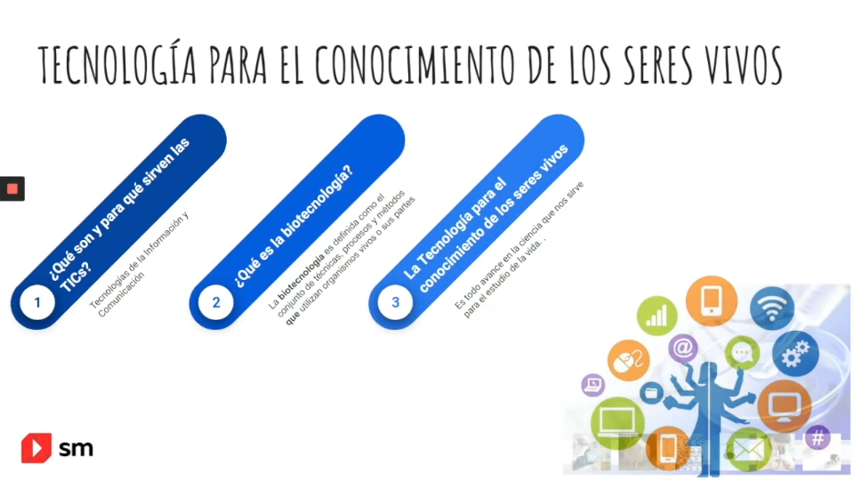 TECNOLOGÍA PARA EL CONOCIMIENTO DE LOS SERES VIVOS
1
¿Qué son y para qué sirven las
TICs?
Tecnologías de la Información y
Comunicación
2
¿Qué es la biotecnología?
La biotecnología es definida como el
conjunto de técnicas, procesos y métodos
que utilizan organismos vivos o sus partes
3
La Tecnología para el
conocimiento de los seres vivos
Es todo avance en la ciencia que nos sirve
para el estudio de la vida. .
@
#
sm